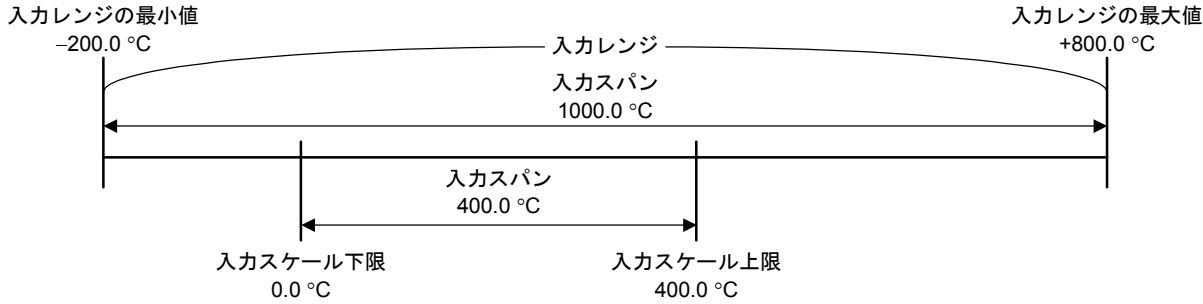 入力レンジの最小値
−200.0 °C
入力レンジの最大値
+800.0 °C
入力レンジ
入力スパン
1000.0 °C
入力スパン
400.0 °C
入力スケール下限
0.0 °C
入力スケール上限
400.0 °C